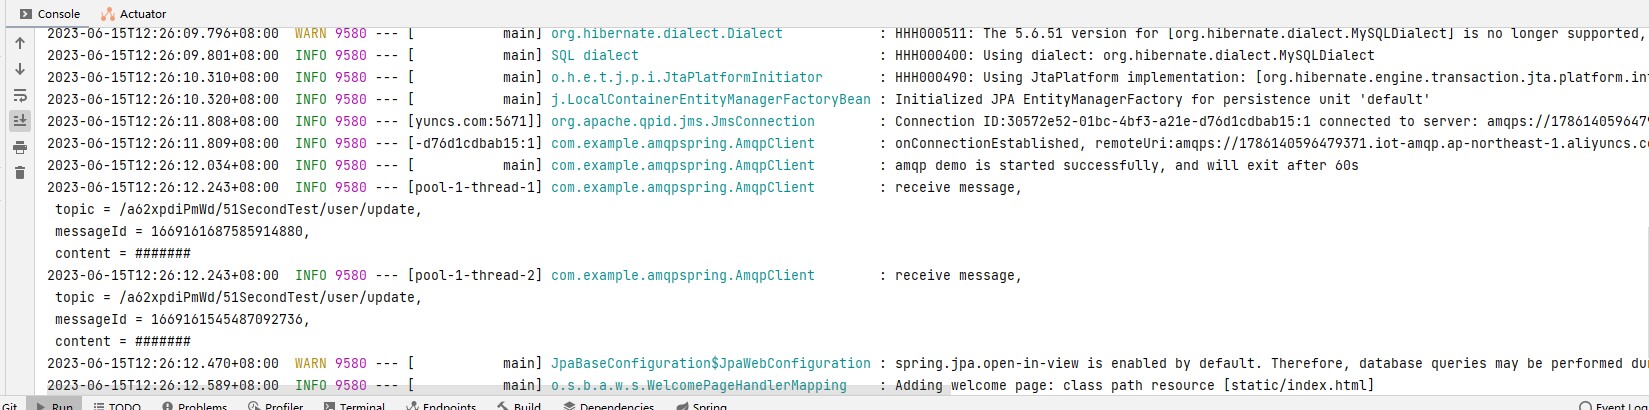 Console Actuator
2023-06-15T12:26:09.796+08:00  WARN 9580 --- [           main] org.hibernate.dialect.Dialect            : HHH000511: The 5.6.51 version for [org.hibernate.dialect.MySQLDialect] is no longer supported,
2023-06-15T12:26:09.801+08:00  INFO 9580 --- [           main] SQL dialect                              : HHH000400: Using dialect: org.hibernate.dialect.MySQLDialect
2023-06-15T12:26:10.310+08:00  INFO 9580 --- [           main] o.h.e.t.j.p.i.JtaPlatformInitiator       : HHH000490: Using JtaPlatform implementation: [org.hibernate.engine.transaction.jta.platform.in
2023-06-15T12:26:10.320+08:00  INFO 9580 --- [           main] j.LocalContainerEntityManagerFactoryBean : Initialized JPA EntityManagerFactory for persistence unit 'default'
2023-06-15T12:26:11.808+08:00  INFO 9580 --- [yuncs.com:5671]] org.apache.qpid.jms.JmsConnection        : Connection ID:30572e52-01bc-4bf3-a21e-d76d1cdbab15:1 connected to server: amqps://178614059647
2023-06-15T12:26:11.809+08:00  INFO 9580 --- [-d76d1cdbab15:1] com.example.amqpspring.AmqpClient        : onConnectionEstablished, remoteUri:amqps://1786140596479371.iot-amqp.ap-northeast-1.aliyuncs.c
2023-06-15T12:26:12.034+08:00  INFO 9580 --- [           main] com.example.amqpspring.AmqpClient        : amqp demo is started successfully, and will exit after 60s
2023-06-15T12:26:12.243+08:00  INFO 9580 --- [pool-1-thread-1] com.example.amqpspring.AmqpClient        : receive message,
 topic = /a62xpdiPmWd/51SecondTest/user/update,
 messageId = 1669161687585914880,
 content = #######
2023-06-15T12:26:12.243+08:00  INFO 9580 --- [pool-1-thread-2] com.example.amqpspring.AmqpClient        : receive message,
 topic = /a62xpdiPmWd/51SecondTest/user/update,
 messageId = 1669161545487092736,
 content = #######
2023-06-15T12:26:12.470+08:00  WARN 9580 --- [           main] JpaBaseConfiguration$JpaWebConfiguration : spring.jpa.open-in-view is enabled by default. Therefore, database queries may be performed du
2023-06-15T12:26:12.589+08:00  INFO 9580 --- [           main] o.s.b.a.w.s.WelcomePageHandlerMapping    : Adding welcome page: class path resource [static/index.html]
Git Run TODO Problems Profiler Terminal Endpoints Build Dependencies Spring Event Log